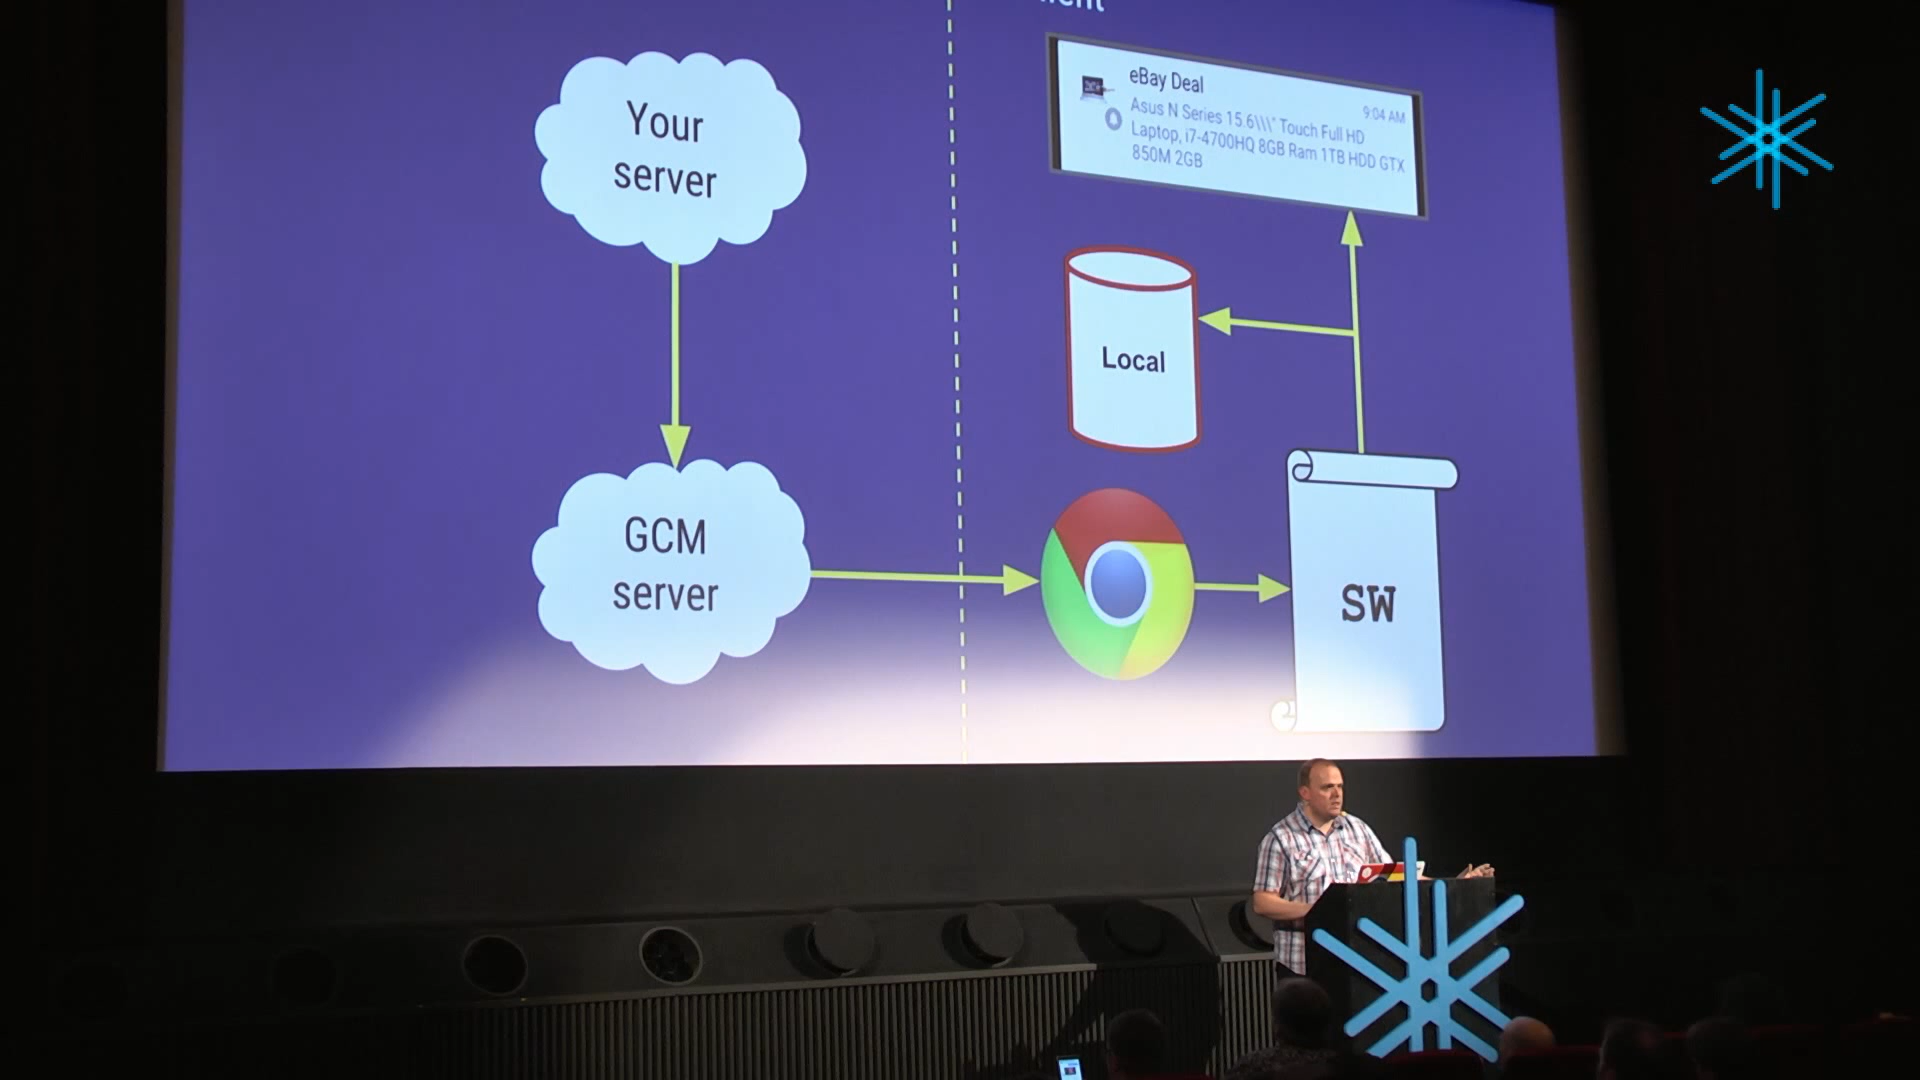 Your
server
GCM
server
eBay Deal
9:04 AM
Asus N Series 15.6\\\" Touch Full HD
Laptop, i7-4700HQ 8GB Ram 1TB HDD GTX
850M 2GB
Local
SW